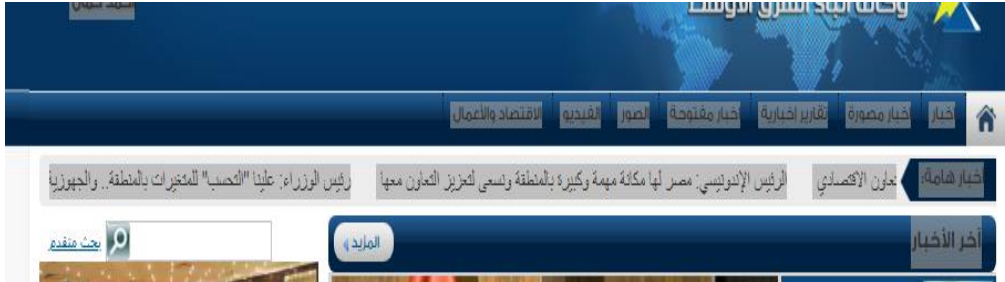 وكالة أنباء الشرق الأوسط
أخبار
أخبار مصورة
تقارير إخبارية
أخبار مفتوحة
الصور
الفيديو
الاقتصاد والأعمال
أخبار هامة:
تعاون الاقتصادي
الرئيس الإندونيسي: مصر لها مكانة مهمة وكبيرة بالمنطقة ونسعى لتعزيز التعاون معها
رئيس الوزراء: علينا "التحسب" للمتغيرات بالمنطقة.. والجهوزية
آخر الأخبار
المزيد
بحث متقدم